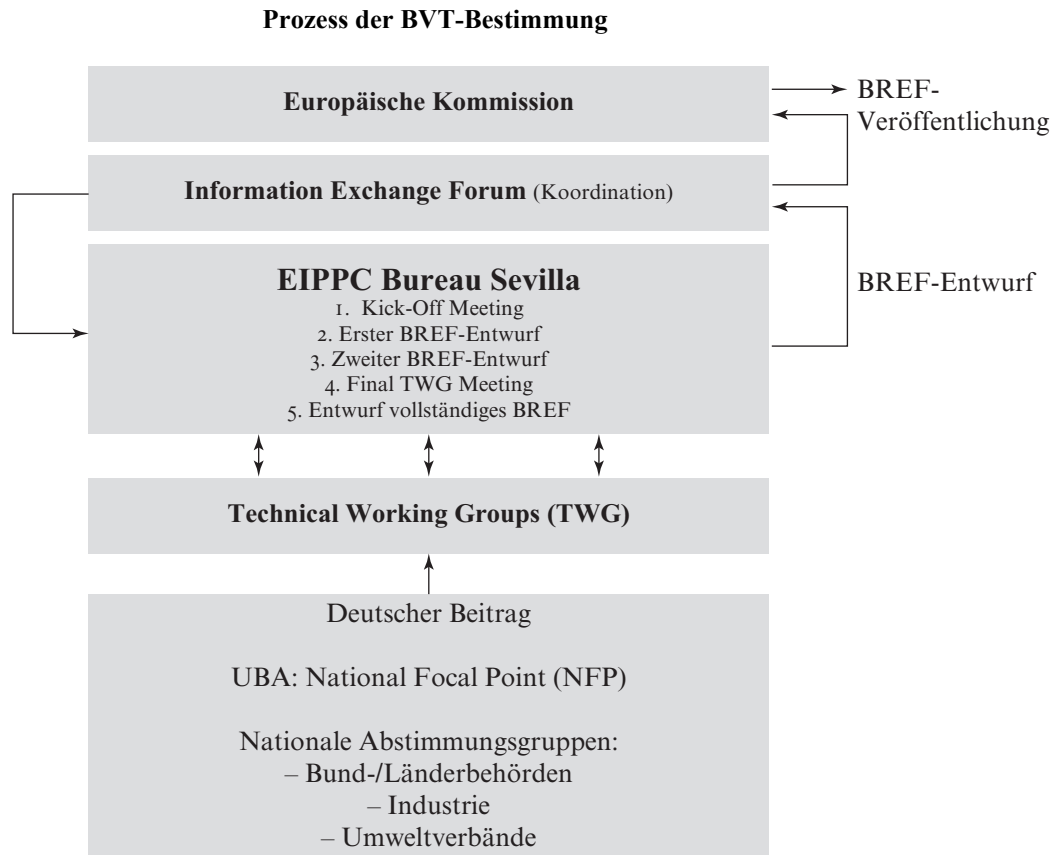 Prozess der BVT-Bestimmung
Europäische Kommission
BREF-
Veröffentlichung
Information Exchange Forum (Koordination)
EIPPC Bureau Sevilla
1. Kick-Off Meeting
2. Erster BREF-Entwurf
3. Zweiter BREF-Entwurf
4. Final TWG Meeting
5. Entwurf vollständiges BREF
BREF-Entwurf
Technical Working Groups (TWG)
Deutscher Beitrag
UBA: National Focal Point (NFP)
Nationale Abstimmungsgruppen:
– Bund-/Länderbehörden
– Industrie
– Umweltverbände